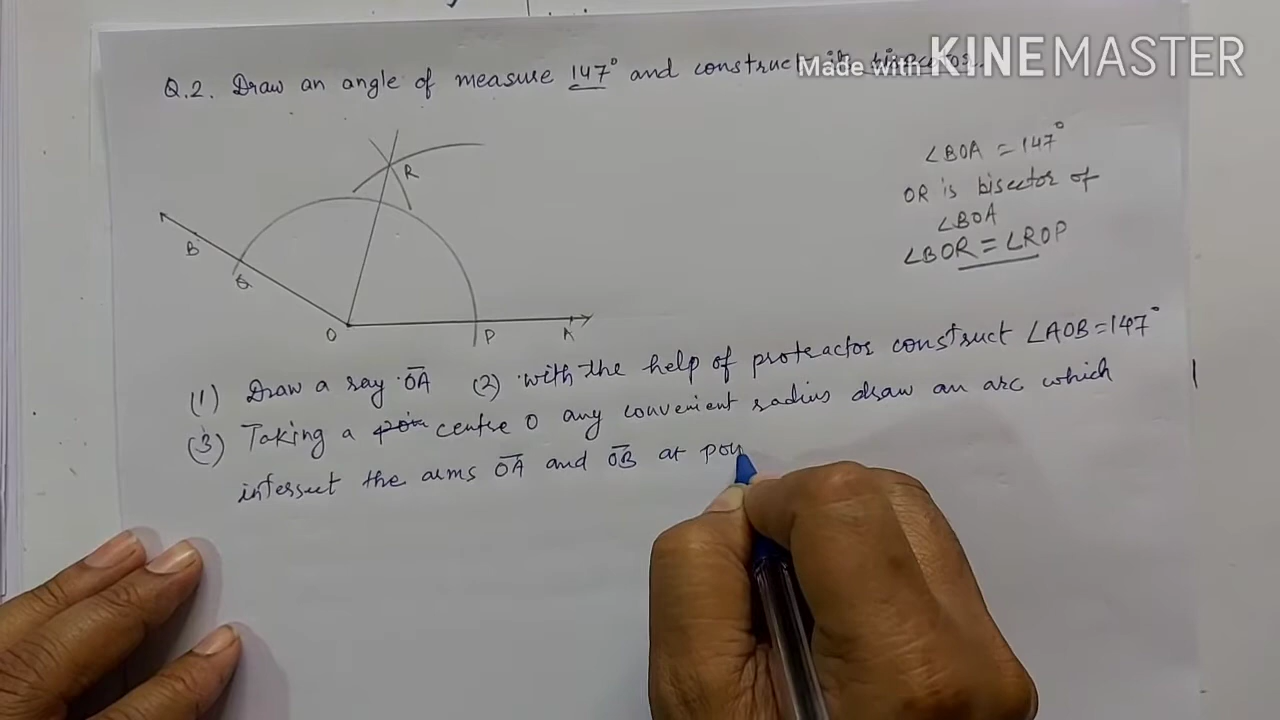 Made with KINEMASTER
Q.2. Draw an angle of measure 147° and construct its bisector.
∠BOA = 147°
OR is bisector of
∠BOA
∠BOR = ∠ROP
R
B
Q
O
P
A
(1) Draw a ray OA (2) with the help of protractor construct ∠AOB = 147°
(3) Taking a centre O any convenient radius draw an arc which
intersect the arms OA and OB at poi